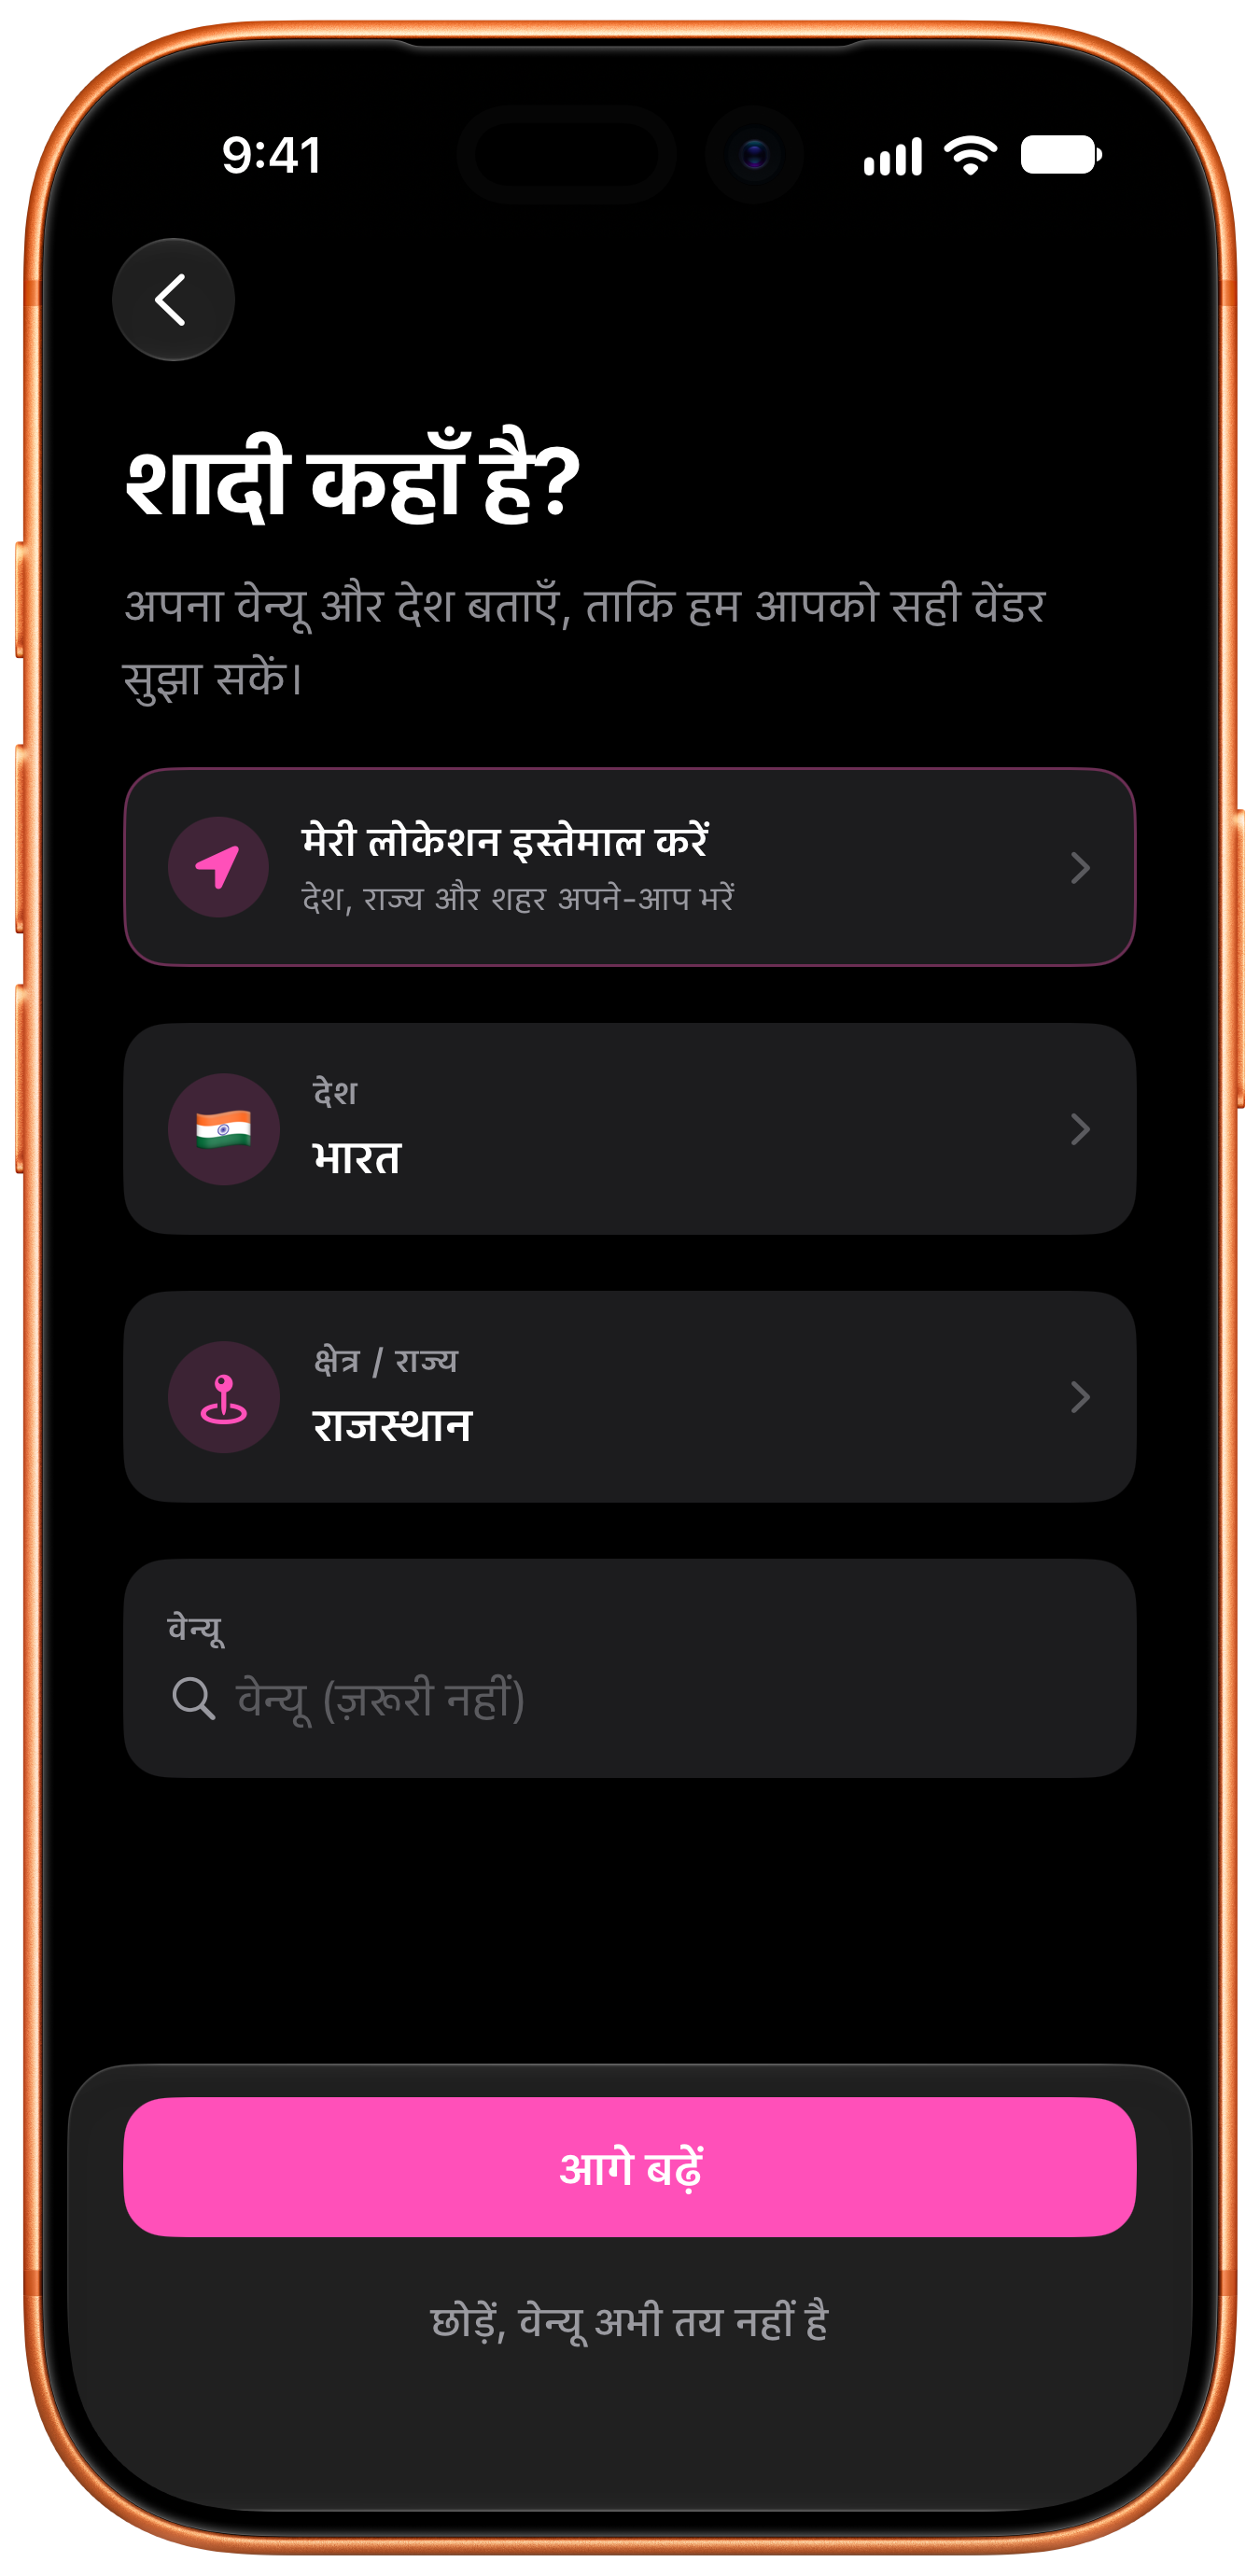 9:41
शादी कहाँ है?
अपना वेन्यू और देश बताएँ, ताकि हम आपको सही वेंडर
सुझा सकें।
मेरी लोकेशन इस्तेमाल करें
देश, राज्य और शहर अपने-आप भरें
देश
भारत
क्षेत्र / राज्य
राजस्थान
वेन्यू
वेन्यू (ज़रूरी नहीं)
आगे बढ़ें
छोड़ें, वेन्यू अभी तय नहीं है